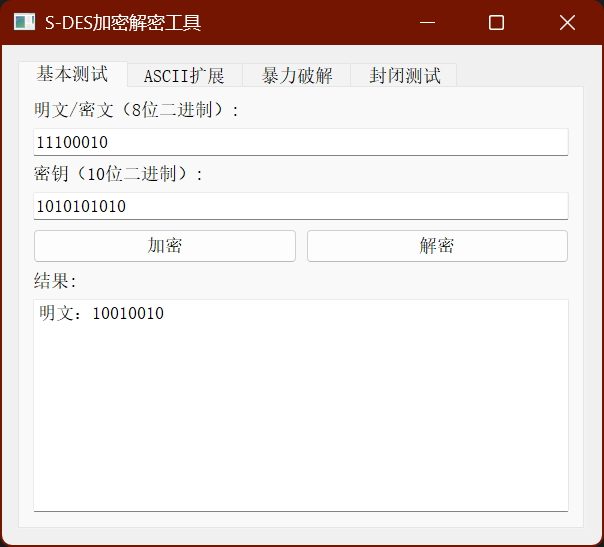 S-DES加密解密工具
基本测试 ASCII扩展 暴力破解 封闭测试
明文/密文（8位二进制）:
11100010
密钥（10位二进制）:
1010101010
加密 解密
结果:
明文：10010010